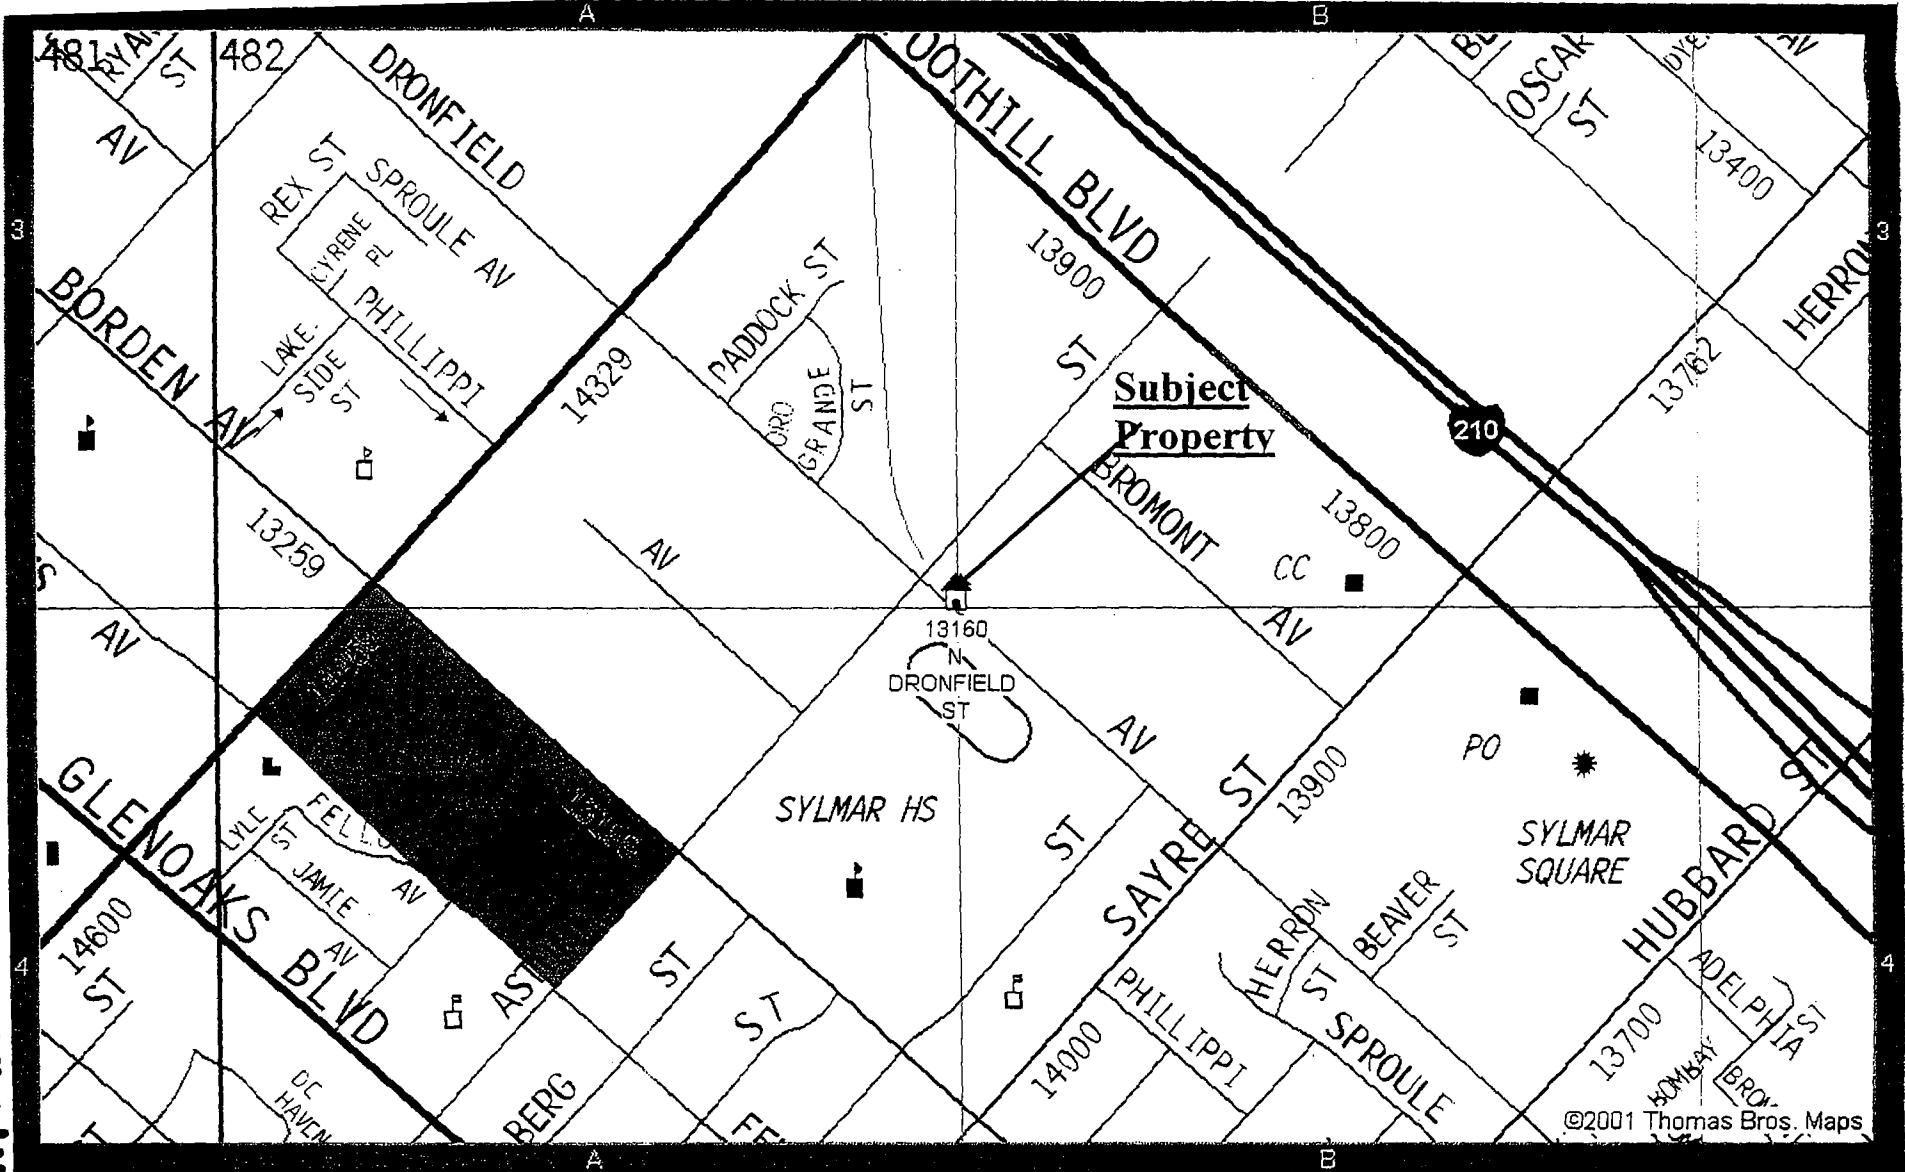 A
B
481
482
RYAN
ST
DRONFIELD
OOTHILL BLVD
OSCAR
ST
DYE
AV
13400
AV
REX ST
SPROULE AV
CYRENE
PL
PHILLIPPI
3
3
BORDEN AV
LAKE-
SIDE
ST
PADDOCK ST
ORO
GRANDE
ST
13900
ST
14329
13762
HERRON
Subject
Property
210
BROMONT
AV
13800
CC
13259
AV
AV
13160
N
DRONFIELD
ST
AV
PO
GLENOAKS BLVD
LYLE
ST
JAMIE
AV
AV
SYLMAR HS
ST
SAYRE ST
13900
SYLMAR
SQUARE
HUBBARD
ST
14600
ST
AST
ST
ST
HERRON
ST
BEAVER
ST
ADELPHIA
ST
4
4
PHILLIPPI
SPROULE
14000
13700
BOMBAY
DE
HAVEN
BERG
ST
©2001 Thomas Bros. Maps
A
B